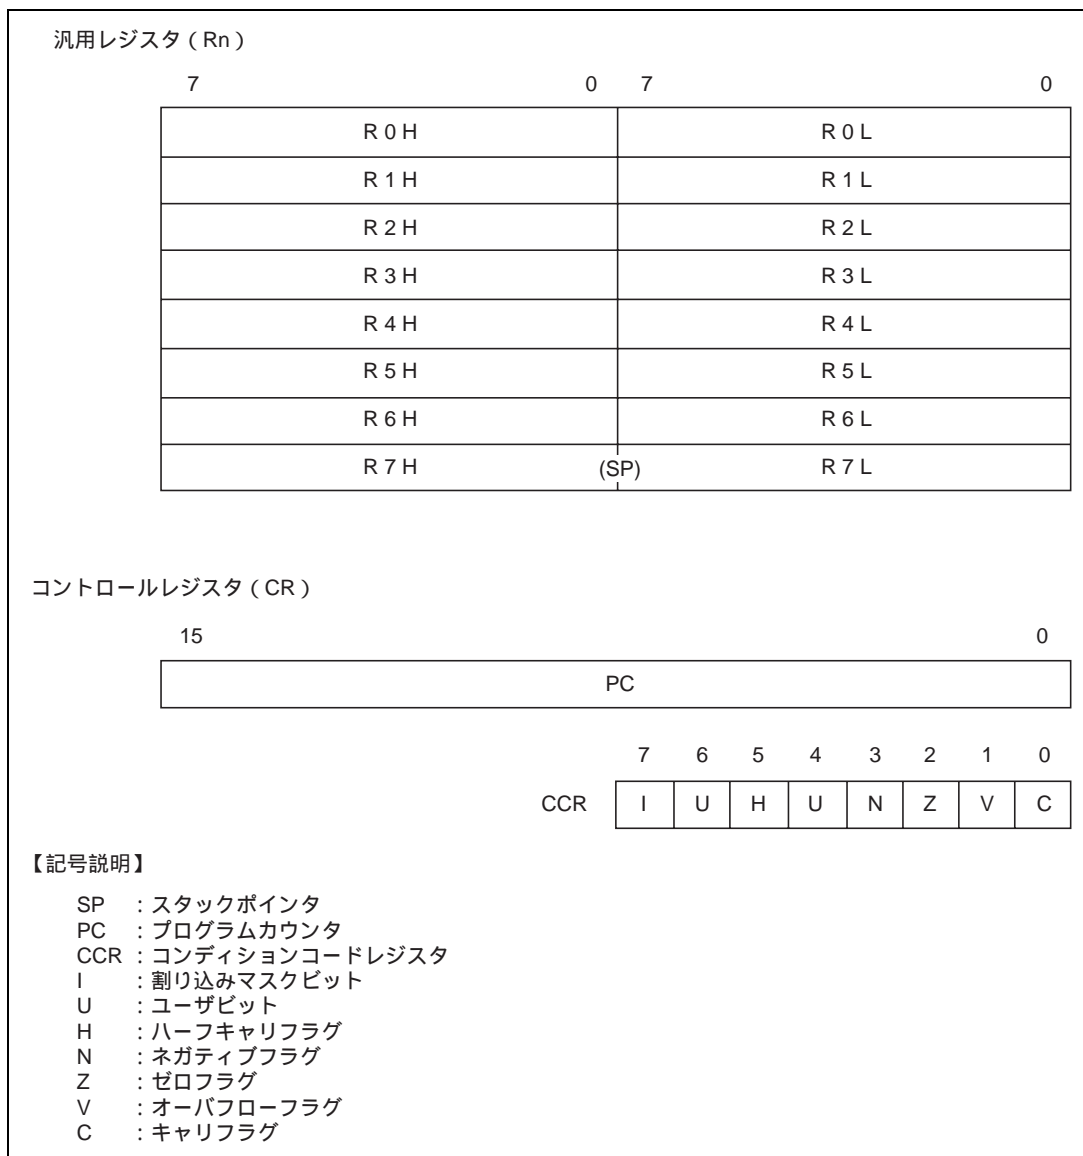 汎用レジスタ（Rn）
7 0 7 0
R0H R0L
R1H R1L
R2H R2L
R3H R3L
R4H R4L
R5H R5L
R6H R6L
R7H (SP) R7L
コントロールレジスタ（CR）
15 0
PC
7 6 5 4 3 2 1 0
CCR I U H U N Z V C
【記号説明】
SP ：スタックポインタ
PC ：プログラムカウンタ
CCR：コンディションコードレジスタ
I ：割り込みマスクビット
U ：ユーザビット
H ：ハーフキャリフラグ
N ：ネガティブフラグ
Z ：ゼロフラグ
V ：オーバフローフラグ
C ：キャリフラグ